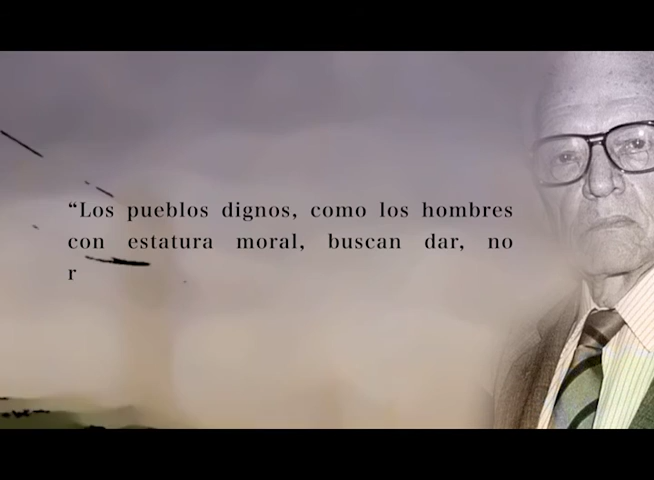 “Los pueblos dignos, como los hombres
con estatura moral, buscan dar, no
r